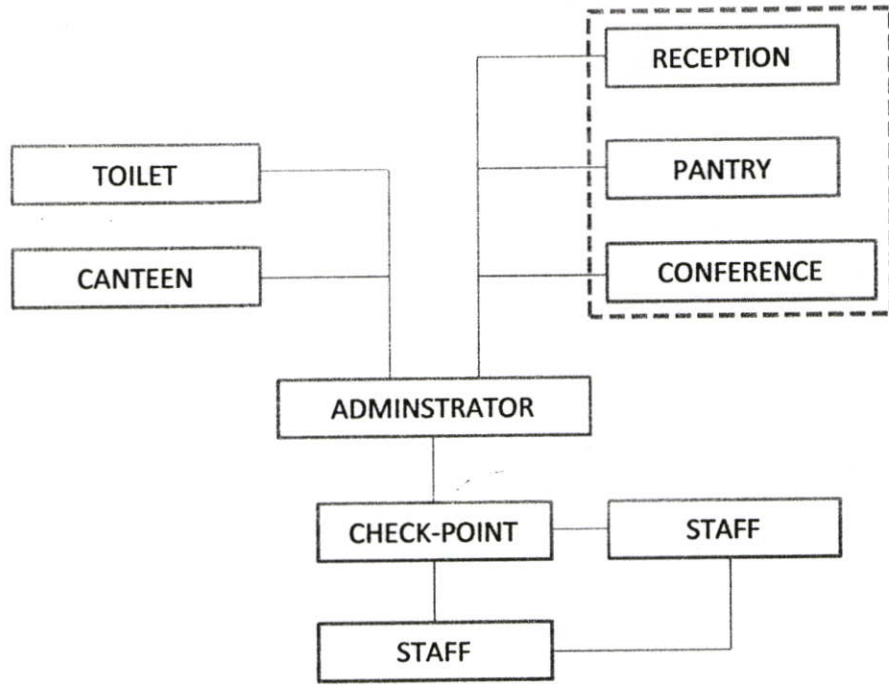 RECEPTION
TOILET
PANTRY
CANTEEN
CONFERENCE
ADMINSTRATOR
CHECK-POINT
STAFF
STAFF